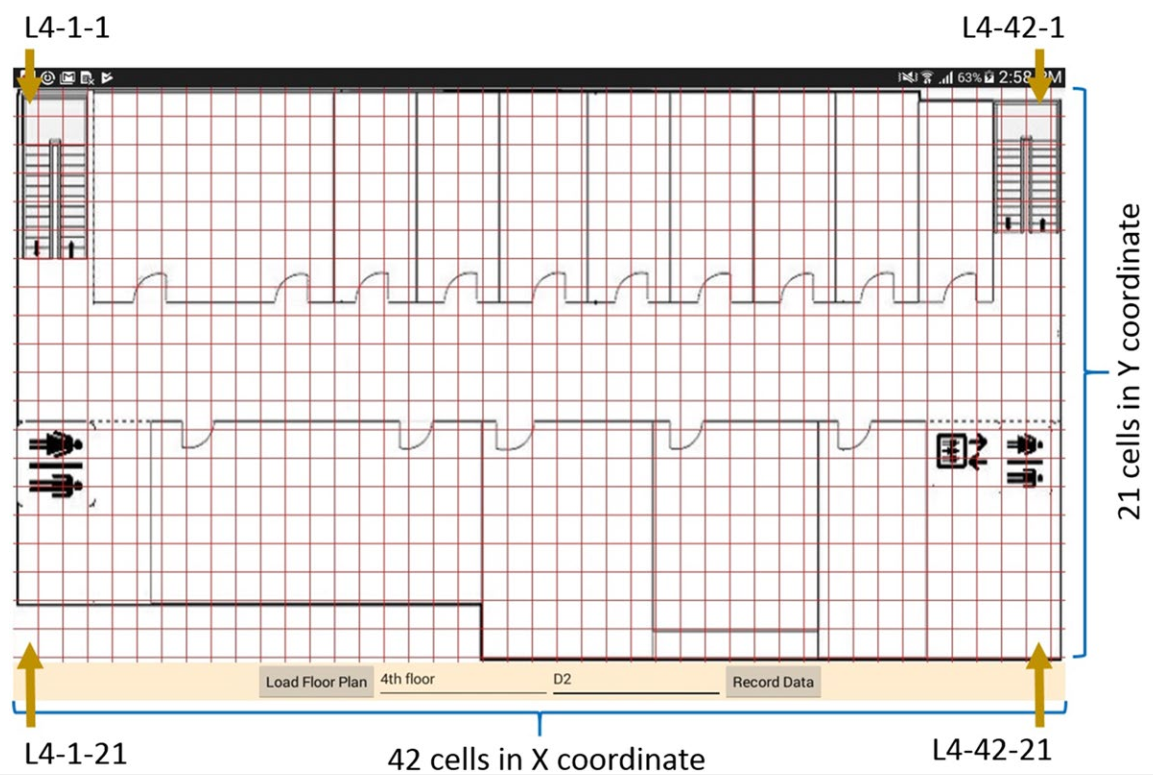 L4-1-1
L4-42-1
63% 2:58 PM
21 cells in Y coordinate
Load Floor Plan 4th floor D2 Record Data
L4-1-21
42 cells in X coordinate
L4-42-21